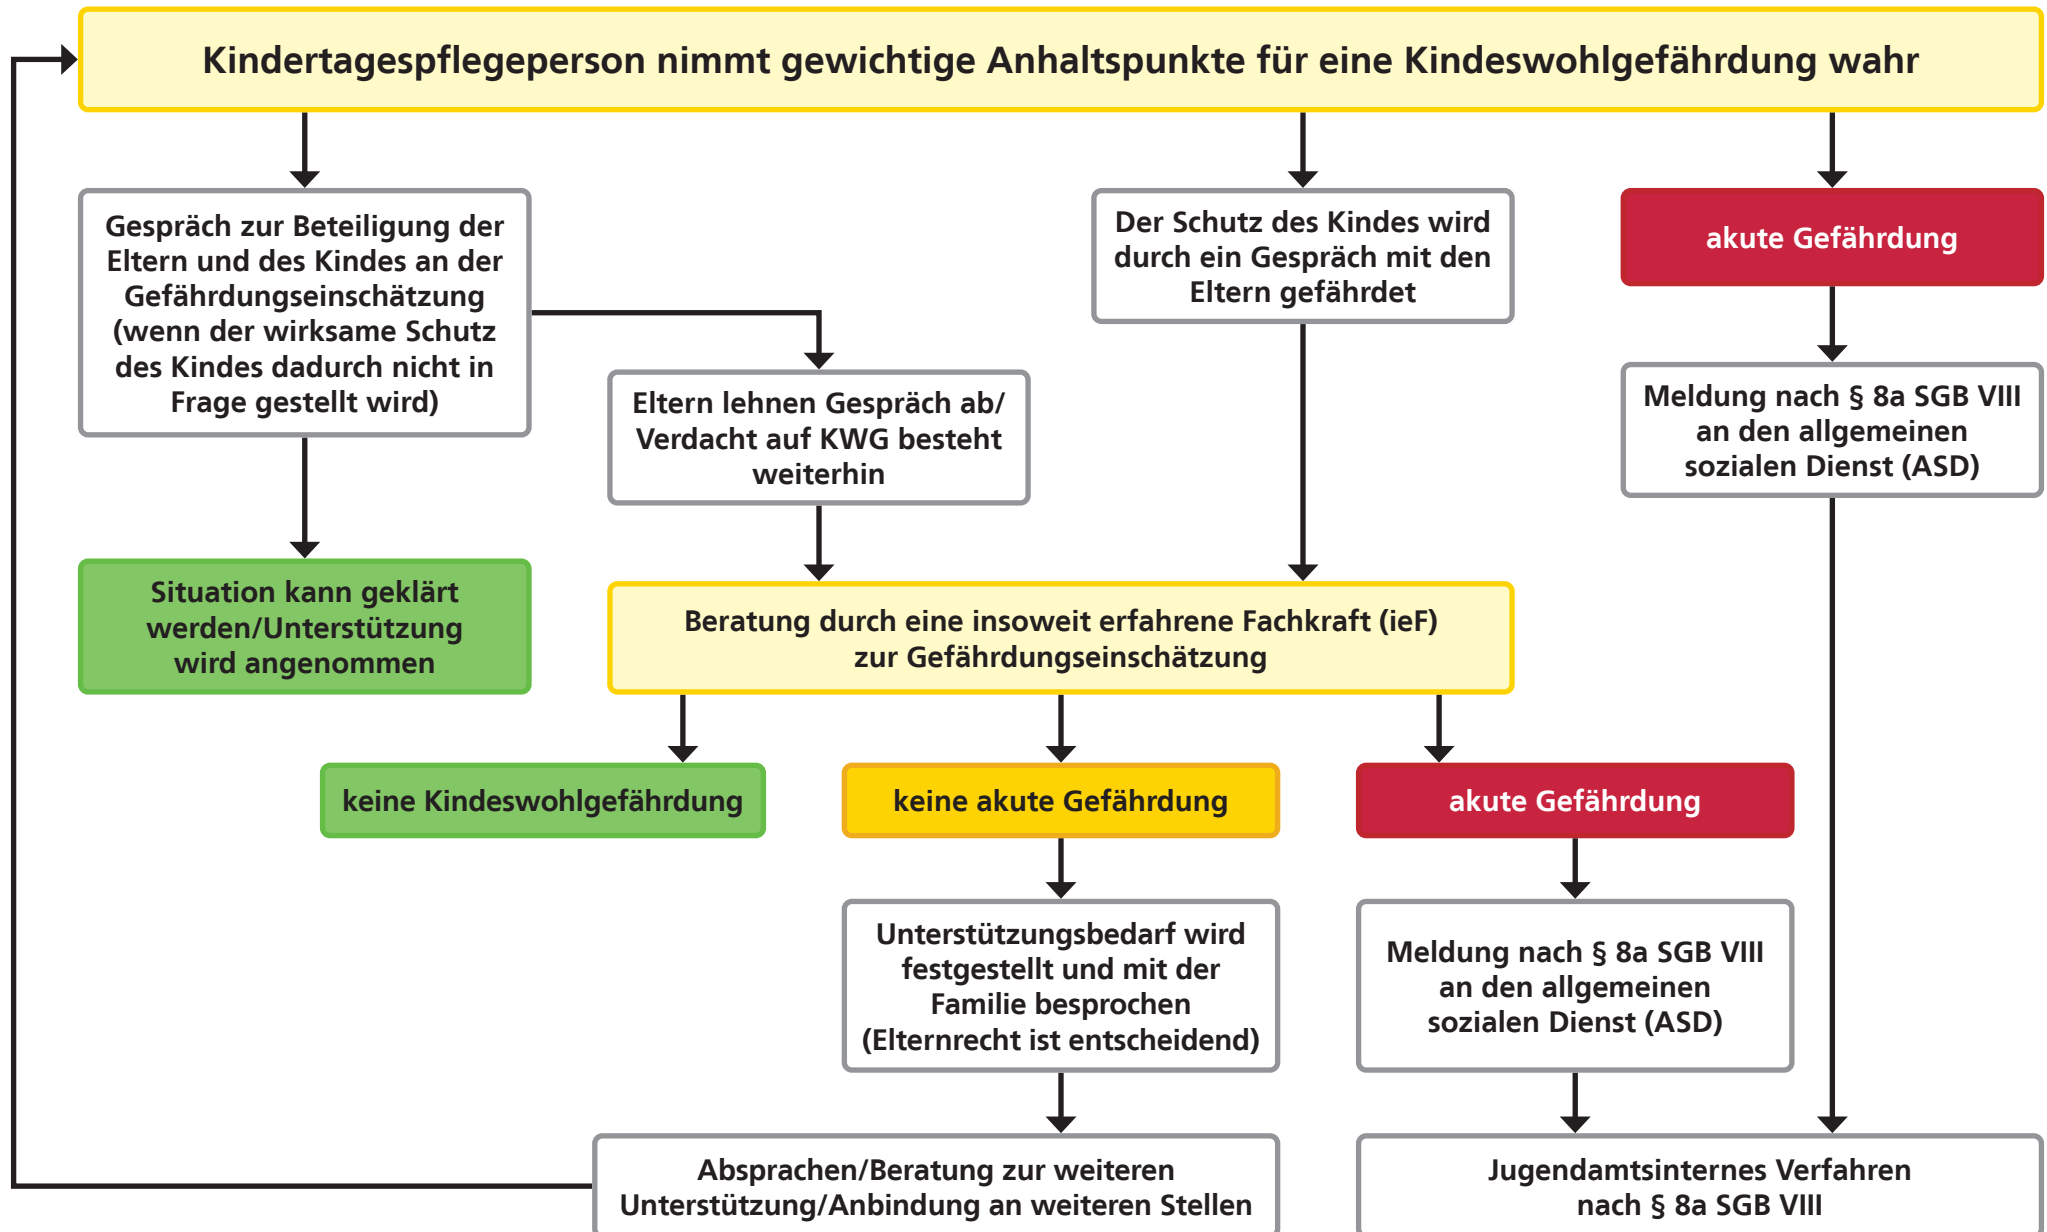 Kindertagespflegeperson nimmt gewichtige Anhaltspunkte für eine Kindeswohlgefährdung wahr
Gespräch zur Beteiligung der
Eltern und des Kindes an der
Gefährdungseinschätzung
(wenn der wirksame Schutz
des Kindes dadurch nicht in
Frage gestellt wird)
Der Schutz des Kindes wird
durch ein Gespräch mit den
Eltern gefährdet
akute Gefährdung
Eltern lehnen Gespräch ab/
Verdacht auf KWG besteht
weiterhin
Meldung nach § 8a SGB VIII
an den allgemeinen
sozialen Dienst (ASD)
Situation kann geklärt
werden/Unterstützung
wird angenommen
Beratung durch eine insoweit erfahrene Fachkraft (ieF)
zur Gefährdungseinschätzung
keine Kindeswohlgefährdung
keine akute Gefährdung
akute Gefährdung
Unterstützungsbedarf wird
festgestellt und mit der
Familie besprochen
(Elternrecht ist entscheidend)
Meldung nach § 8a SGB VIII
an den allgemeinen
sozialen Dienst (ASD)
Absprachen/Beratung zur weiteren
Unterstützung/Anbindung an weiteren Stellen
Jugendamtsinternes Verfahren
nach § 8a SGB VIII